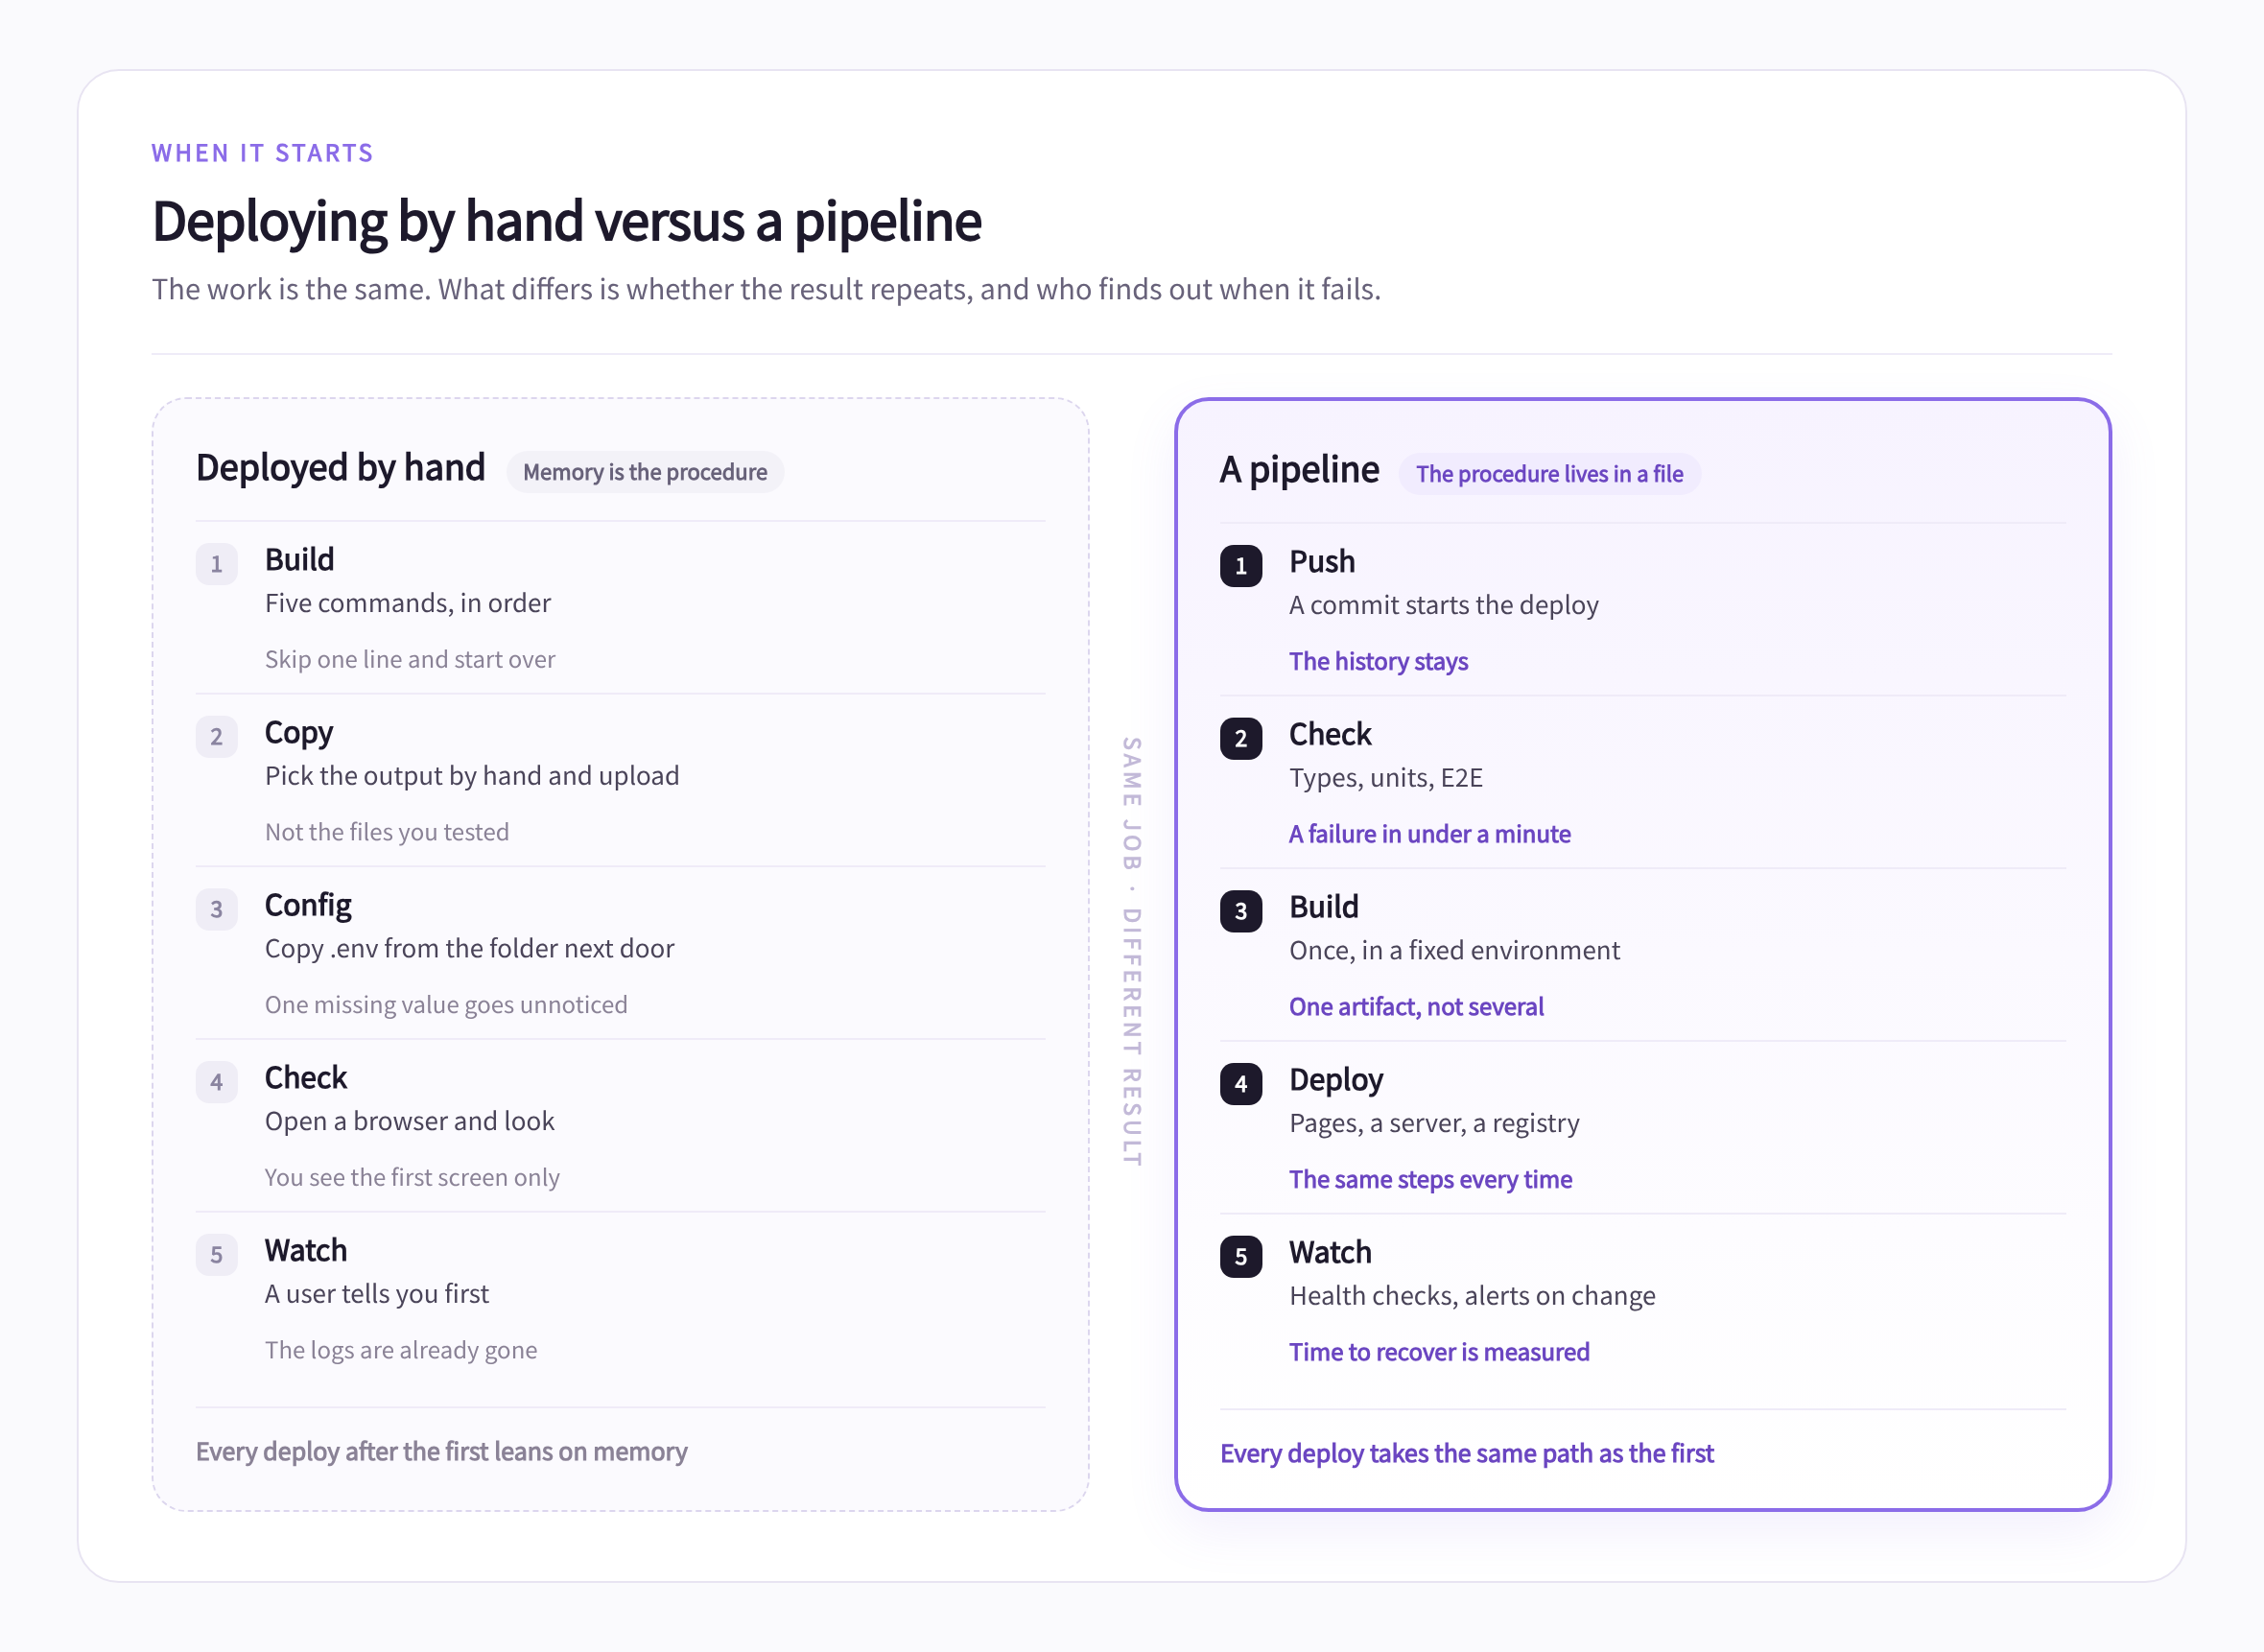 WHEN IT STARTS
Deploying by hand versus a pipeline
The work is the same. What differs is whether the result repeats, and who finds out when it fails.
Deployed by hand
Memory is the procedure
1
Build
Five commands, in order
Skip one line and start over
2
Copy
Pick the output by hand and upload
Not the files you tested
3
Config
Copy .env from the folder next door
One missing value goes unnoticed
4
Check
Open a browser and look
You see the first screen only
5
Watch
A user tells you first
The logs are already gone
Every deploy after the first leans on memory
SAME JOB · DIFFERENT RESULT
A pipeline
The procedure lives in a file
1
Push
A commit starts the deploy
The history stays
2
Check
Types, units, E2E
A failure in under a minute
3
Build
Once, in a fixed environment
One artifact, not several
4
Deploy
Pages, a server, a registry
The same steps every time
5
Watch
Health checks, alerts on change
Time to recover is measured
Every deploy takes the same path as the first